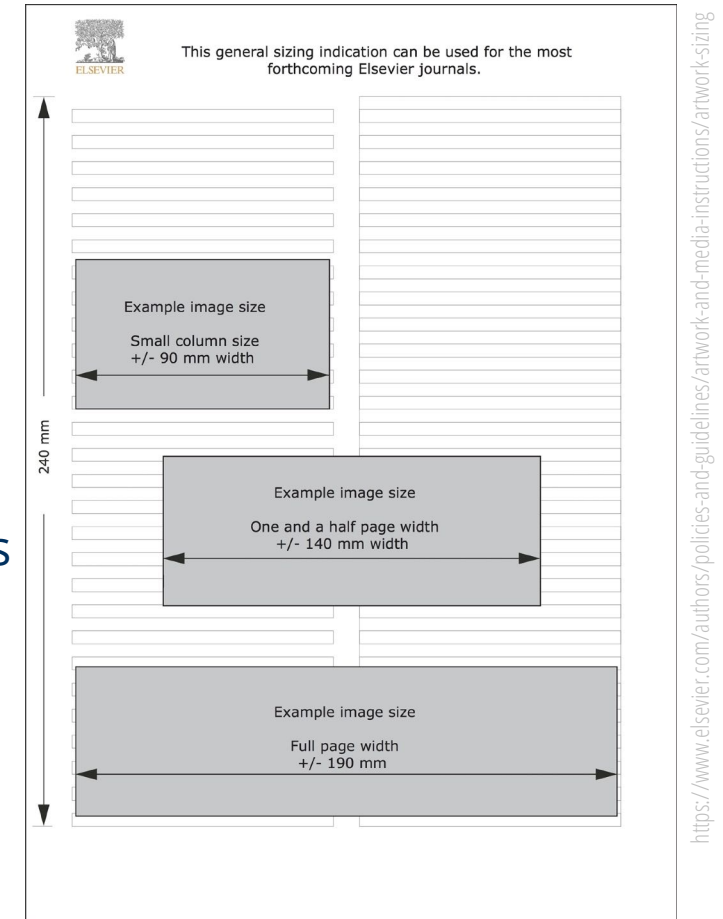 ELSEVIER
This general sizing indication can be used for the most
forthcoming Elsevier journals.
Example image size
Small column size
+/- 90 mm width
240 mm
Example image size
One and a half page width
+/- 140 mm width
Example image size
Full page width
+/- 190 mm
s
https://www.elsevier.com/authors/policies-and-guidelines/artwork-and-media-instructions/artwork-sizing